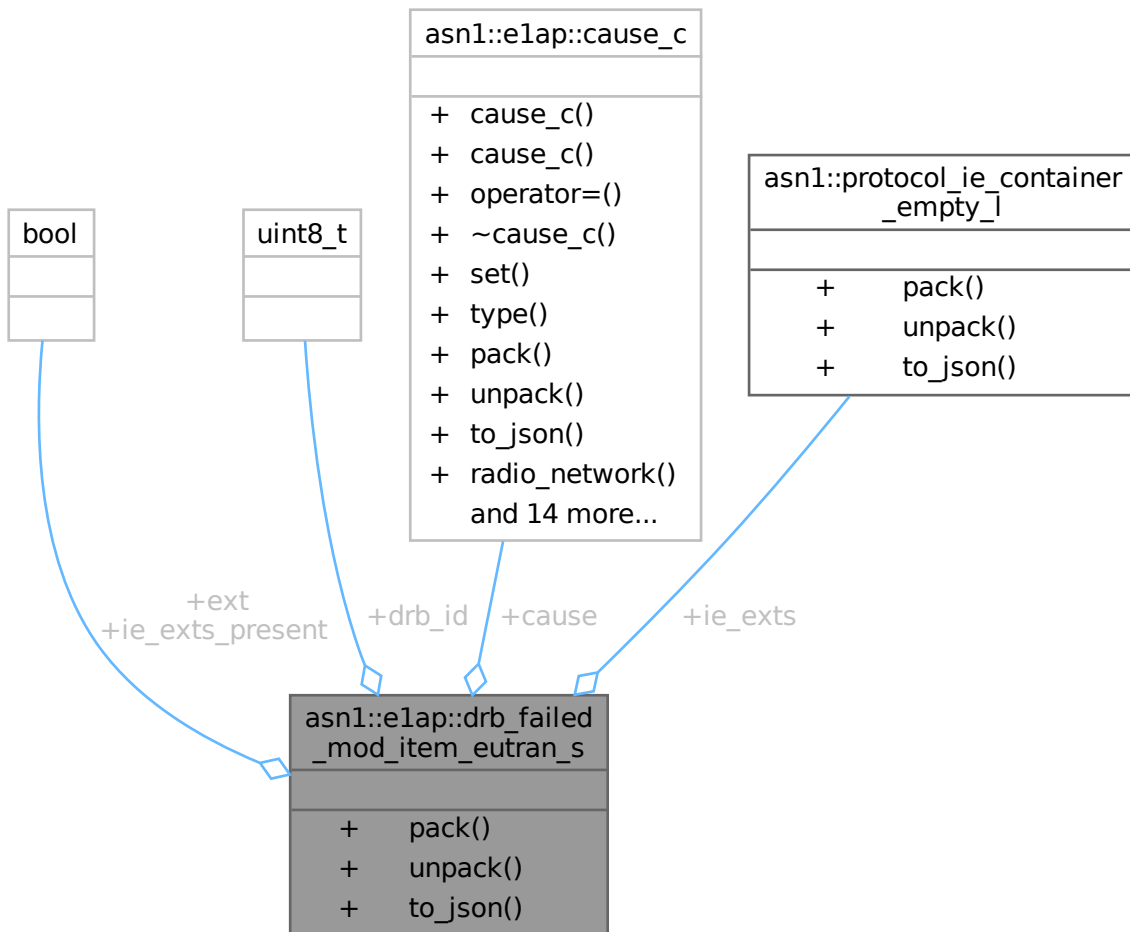 asn1::e1ap::cause_c
+ cause_c()
+ cause_c()
+ operator=()
+ ~cause_c()
+ set()
+ type()
+ pack()
+ unpack()
+ to_json()
+ radio_network()
and 14 more...
asn1::protocol_ie_container
_empty_l
+ pack()
+ unpack()
+ to_json()
bool
uint8_t
+ext
+ie_exts_present
+drb_id
+cause
+ie_exts
asn1::e1ap::drb_failed
_mod_item_eutran_s
+ pack()
+ unpack()
+ to_json()